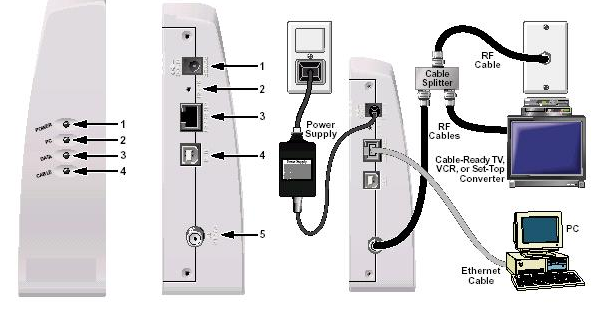 POWER
PC
DATA
CABLE
1
2
3
4
1
2
3
4
5
Power
Supply
Cable
Splitter
RF
Cable
RF
Cables
Cable-Ready TV,
VCR, or Set-Top
Converter
PC
Ethernet
Cable